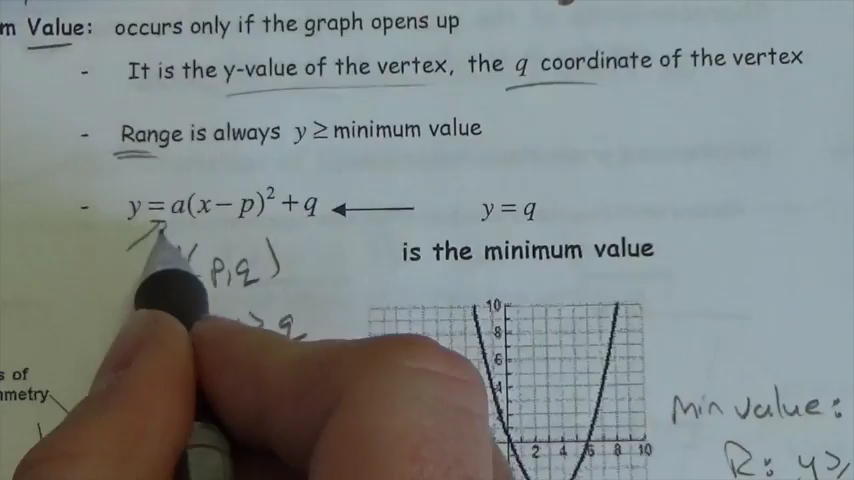 m Value: occurs only if the graph opens up
- It is the y-value of the vertex, the q coordinate of the vertex
- Range is always y ≥ minimum value
- y = a(x - p)² + q y = q
(p,q) is the minimum value
≥ q
10
8
6
4
2 4 6 8 10
s of
mmetry
Min value:
R: y≥